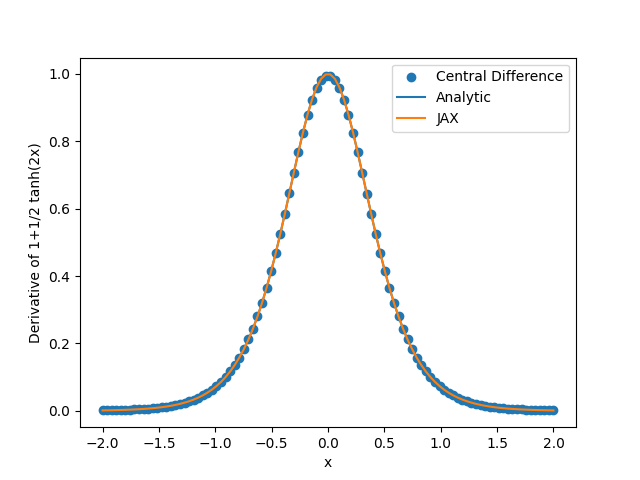 Central Difference
Analytic
JAX
Derivative of 1+1/2 tanh(2x)
1.0
0.8
0.6
0.4
0.2
0.0
−2.0 −1.5 −1.0 −0.5 0.0 0.5 1.0 1.5 2.0
x